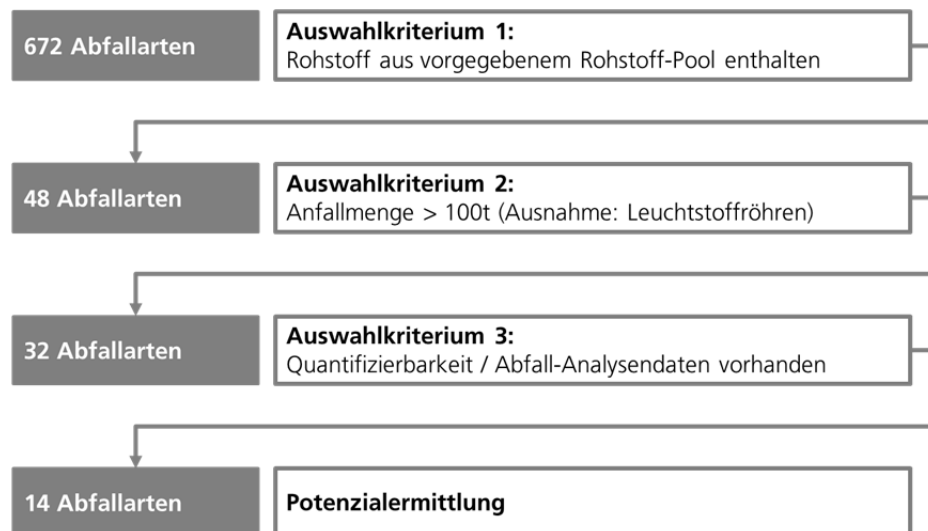 672 Abfallarten
Auswahlkriterium 1:
Rohstoff aus vorgegebenem Rohstoff-Pool enthalten
48 Abfallarten
Auswahlkriterium 2:
Anfallmenge > 100t (Ausnahme: Leuchtstoffröhren)
32 Abfallarten
Auswahlkriterium 3:
Quantifizierbarkeit / Abfall-Analysendaten vorhanden
14 Abfallarten
Potenzialermittlung